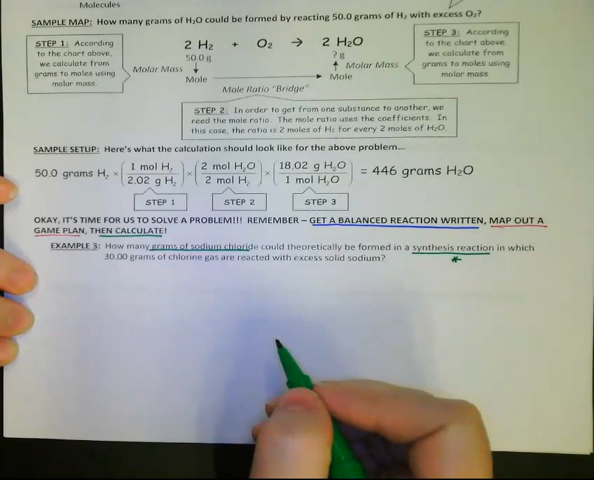 Molecules
SAMPLE MAP: How many grams of H₂O could be formed by reacting 50.0 grams of H₂ with excess O₂?
STEP 1: According
to the chart above,
we calculate from
grams to moles using
molar mass.
2 H₂ + O₂ → 2 H₂O
50.0 g ? g
Molar Mass ↓ ↑ Molar Mass
Mole → Mole
Mole Ratio "Bridge"
STEP 3: According
to the chart above,
we calculate from
grams to moles using
molar mass
STEP 2: In order to get from one substance to another, we
need the mole ratio. The mole ratio uses the coefficients. In
this case, the ratio is 2 moles of H₂ for every 2 moles of H₂O.
SAMPLE SETUP: Here's what the calculation should look like for the above problem...
50.0 grams H₂ × (1 mol H₂ / 2.02 g H₂) × (2 mol H₂O / 2 mol H₂) × (18.02 g H₂O / 1 mol H₂O) = 446 grams H₂O
STEP 1 STEP 2 STEP 3
OKAY, IT'S TIME FOR US TO SOLVE A PROBLEM!!! REMEMBER – GET A BALANCED REACTION WRITTEN, MAP OUT A
GAME PLAN, THEN CALCULATE!
EXAMPLE 3: How many grams of sodium chloride could theoretically be formed in a synthesis reaction in which
30.00 grams of chlorine gas are reacted with excess solid sodium? *